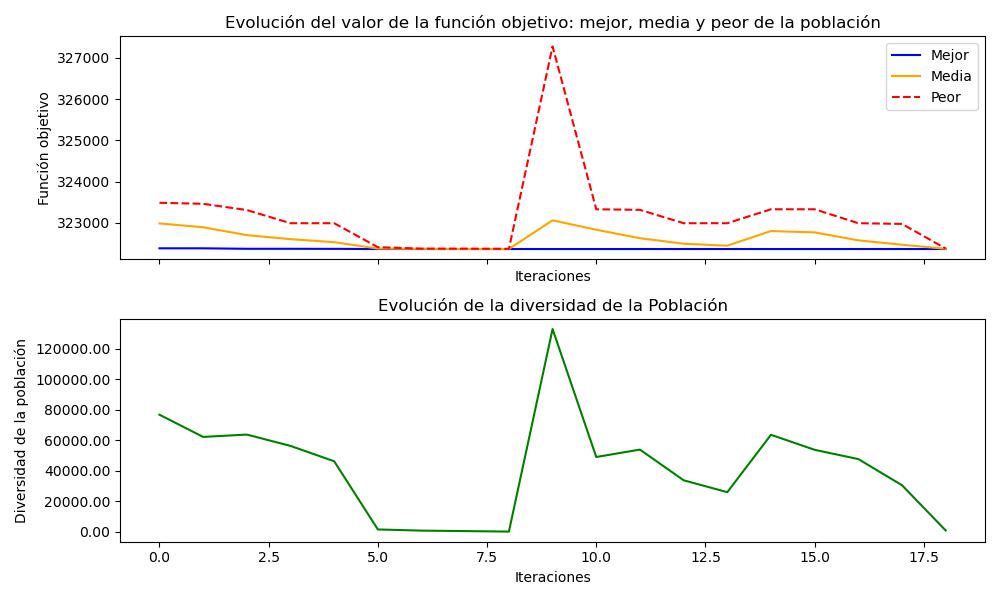 Evolución del valor de la función objetivo: mejor, media y peor de la población
Función objetivo
327000
326000
325000
324000
323000
Mejor
Media
Peor
Iteraciones
Evolución de la diversidad de la Población
Diversidad de la población
120000.00
100000.00
80000.00
60000.00
40000.00
20000.00
0.00
0.0 2.5 5.0 7.5 10.0 12.5 15.0 17.5
Iteraciones